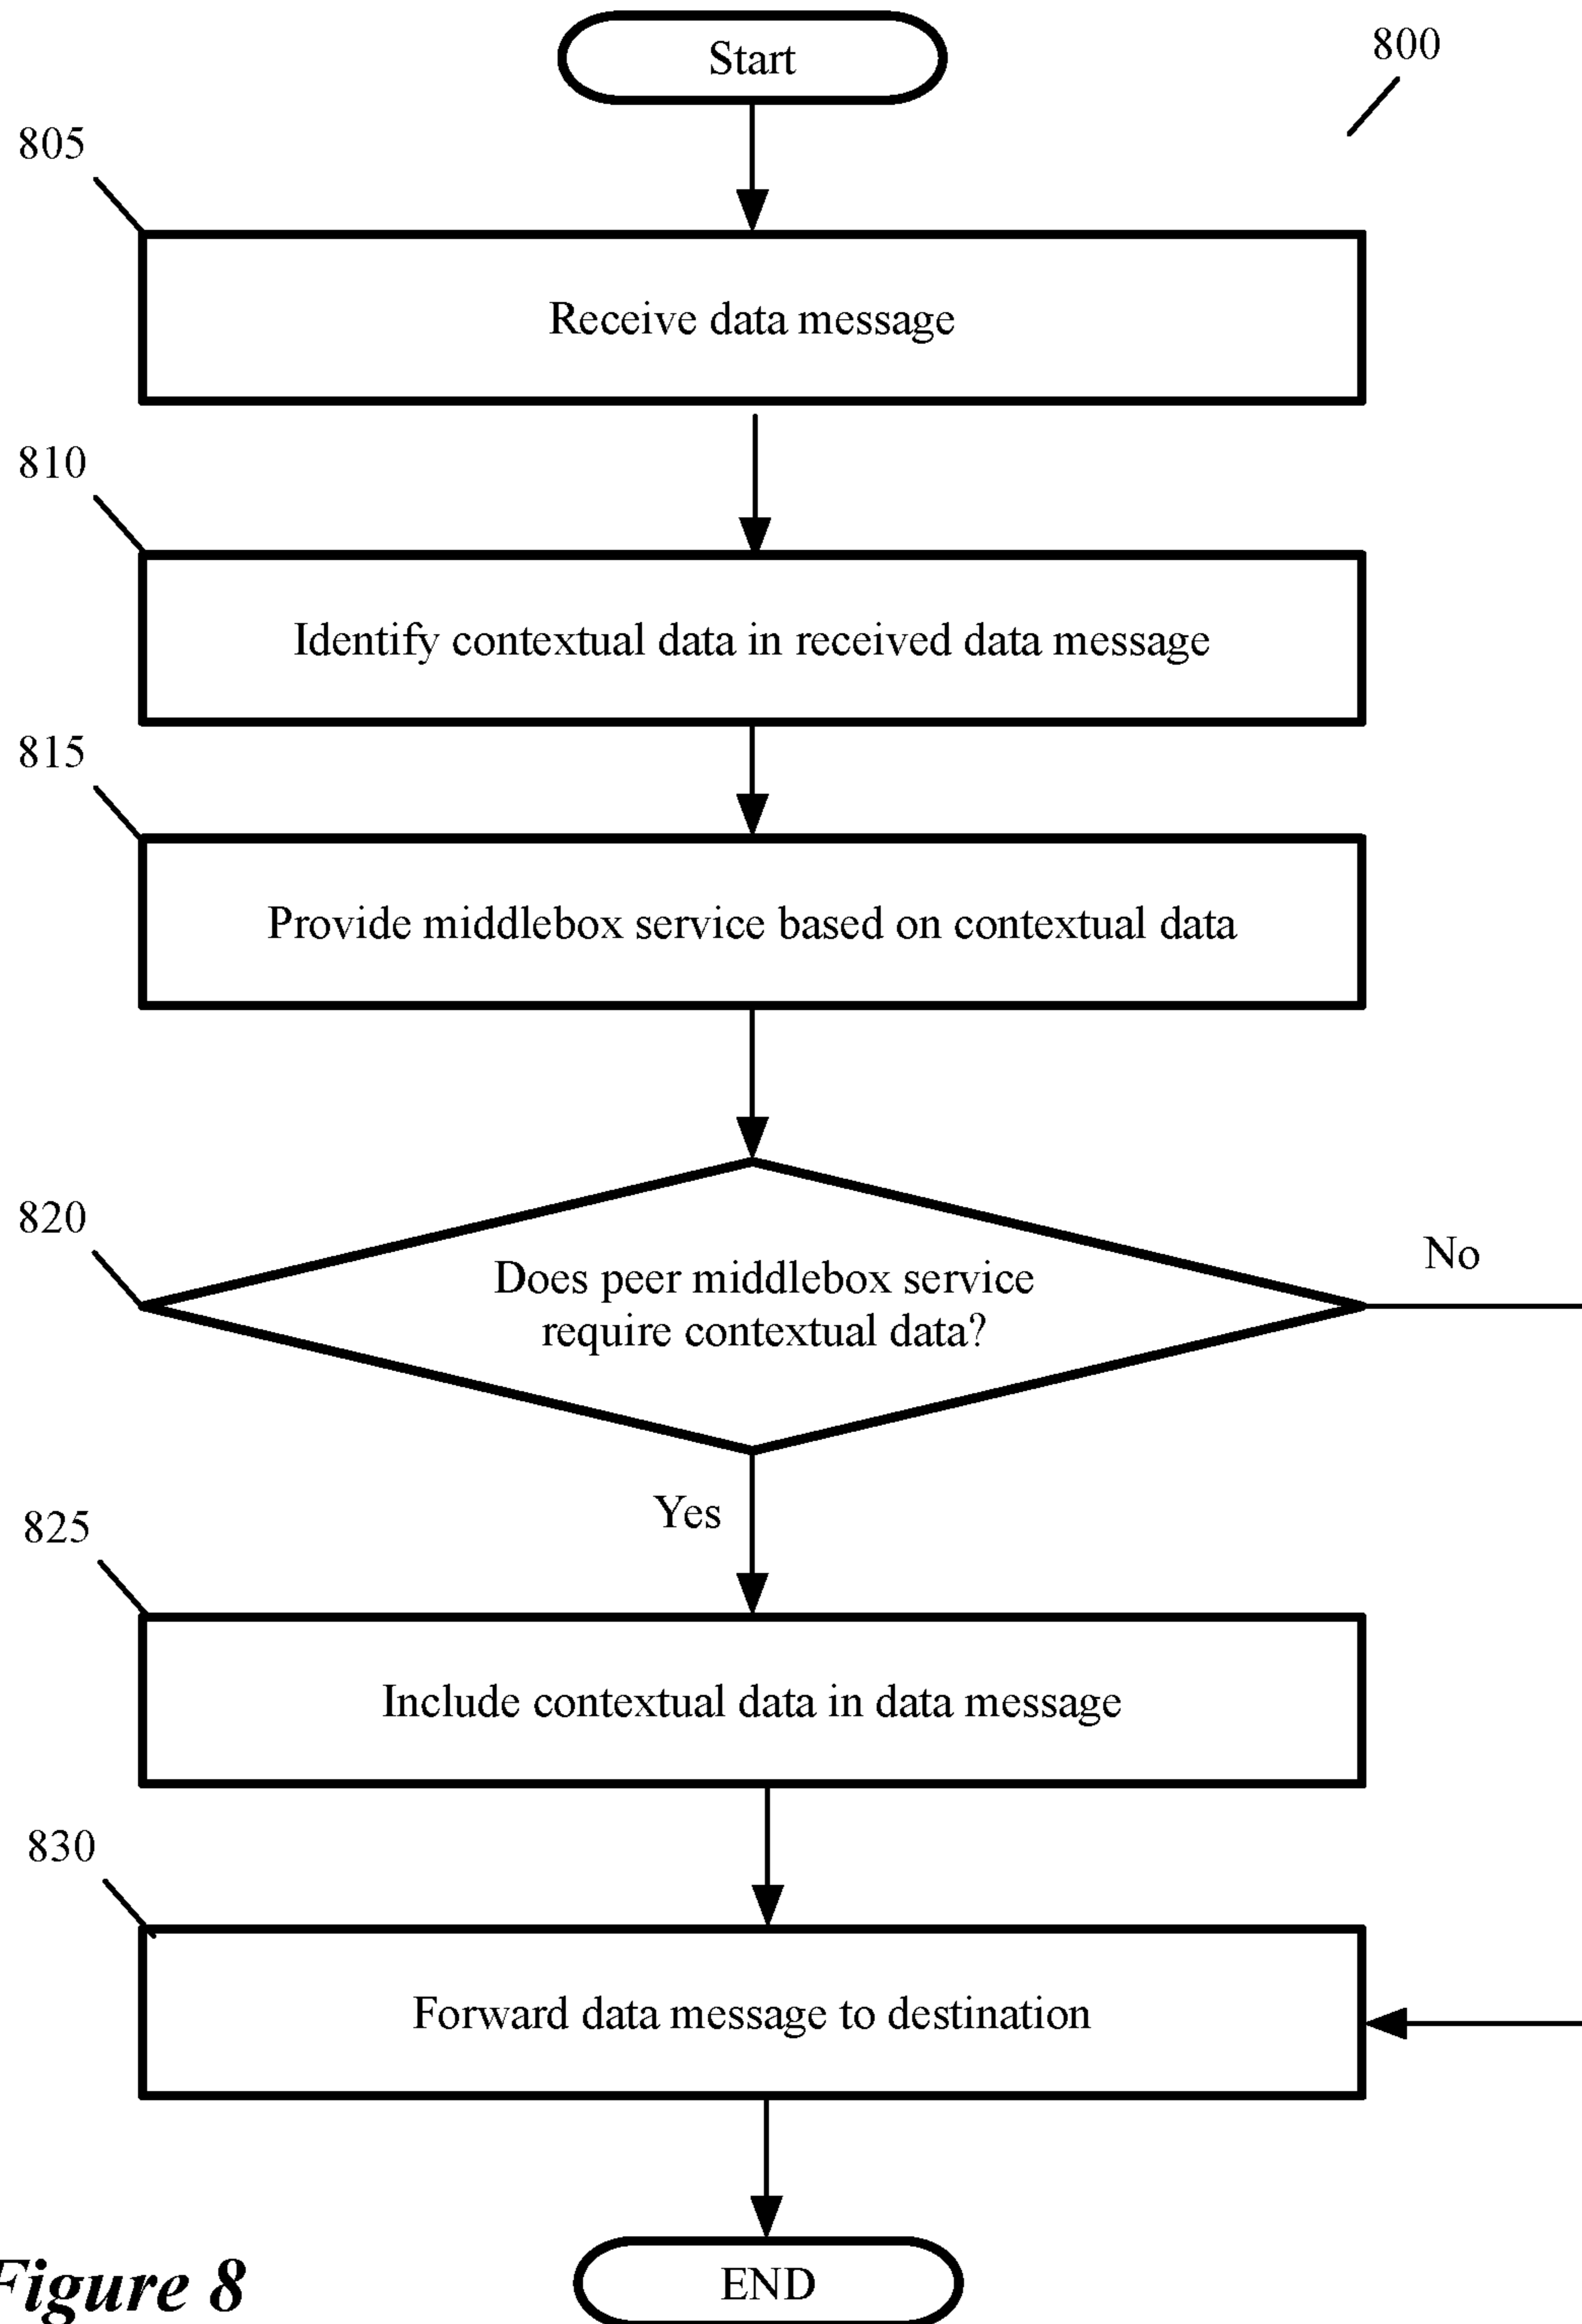 Start
800
805
Receive data message
810
Identify contextual data in received data message
815
Provide middlebox service based on contextual data
820
Does peer middlebox service
require contextual data?
No
Yes
825
Include contextual data in data message
830
Forward data message to destination
END
Figure 8